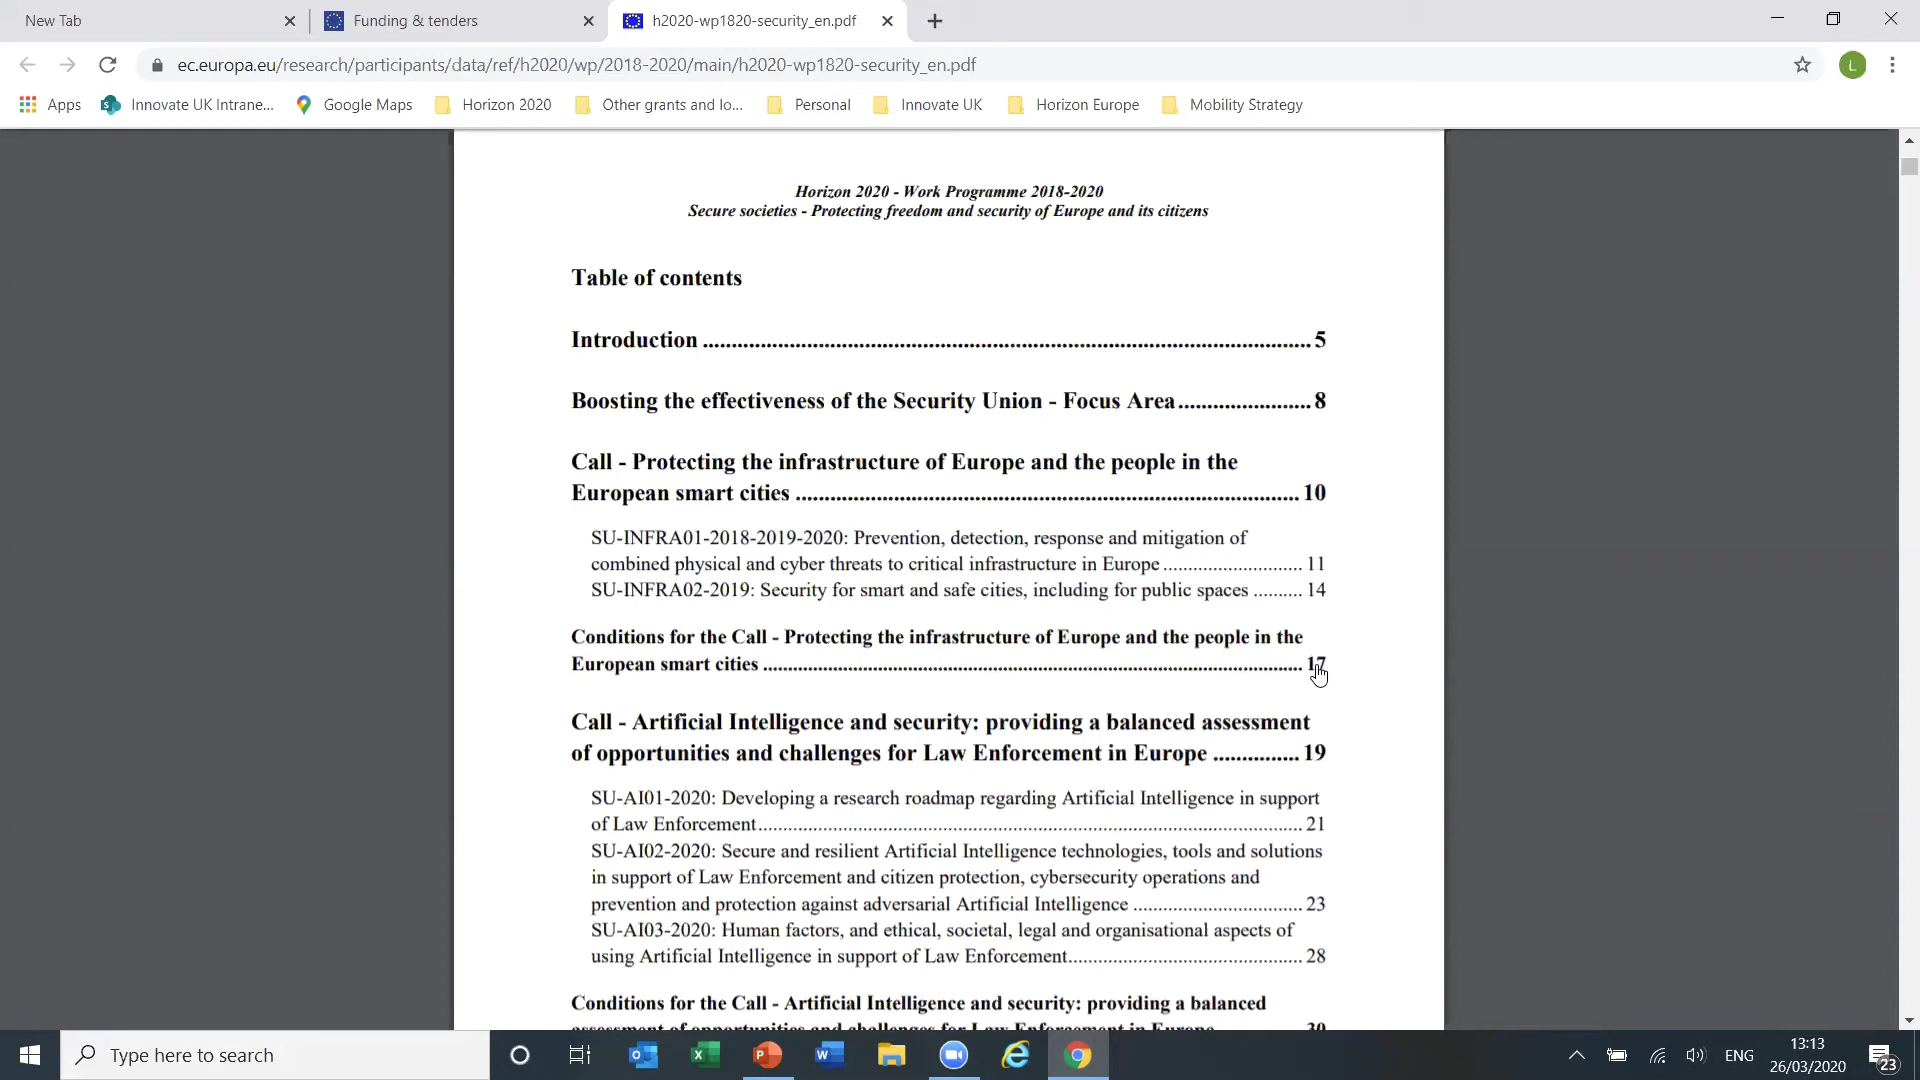 New Tab
Funding & tenders
h2020-wp1820-security_en.pdf
ec.europa.eu/research/participants/data/ref/h2020/wp/2018-2020/main/h2020-wp1820-security_en.pdf
L
Apps
Innovate UK Intrane...
Google Maps
Horizon 2020
Other grants and lo...
Personal
Innovate UK
Horizon Europe
Mobility Strategy
Horizon 2020 - Work Programme 2018-2020
Secure societies - Protecting freedom and security of Europe and its citizens
Table of contents
Introduction ........................................................................................................ 5
Boosting the effectiveness of the Security Union - Focus Area ....................... 8
Call - Protecting the infrastructure of Europe and the people in the
European smart cities ...................................................................................... 10
SU-INFRA01-2018-2019-2020: Prevention, detection, response and mitigation of
combined physical and cyber threats to critical infrastructure in Europe ............................. 11
SU-INFRA02-2019: Security for smart and safe cities, including for public spaces .......... 14
Conditions for the Call - Protecting the infrastructure of Europe and the people in the
European smart cities .............................................................................................................. 17
Call - Artificial Intelligence and security: providing a balanced assessment
of opportunities and challenges for Law Enforcement in Europe ............... 19
SU-AI01-2020: Developing a research roadmap regarding Artificial Intelligence in support
of Law Enforcement.................................................................................................................. 21
SU-AI02-2020: Secure and resilient Artificial Intelligence technologies, tools and solutions
in support of Law Enforcement and citizen protection, cybersecurity operations and
prevention and protection against adversarial Artificial Intelligence ................................... 23
SU-AI03-2020: Human factors, and ethical, societal, legal and organisational aspects of
using Artificial Intelligence in support of Law Enforcement................................................. 28
Conditions for the Call - Artificial Intelligence and security: providing a balanced
assessment of opportunities and challenges for Law Enforcement in Europe .................. 30
Type here to search
ENG
13:13
26/03/2020
23